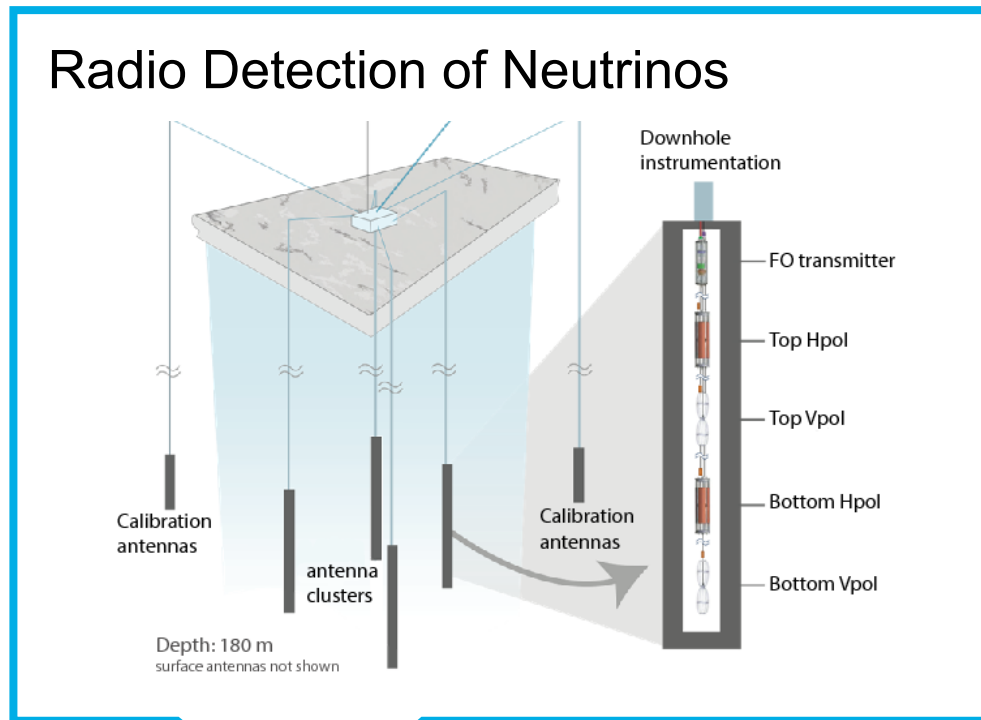 Radio Detection of Neutrinos
Downhole
instrumentation
FO transmitter
Top Hpol
Top Vpol
Bottom Hpol
Bottom Vpol
Calibration
antennas
antenna
clusters
Calibration
antennas
Depth: 180 m
surface antennas not shown